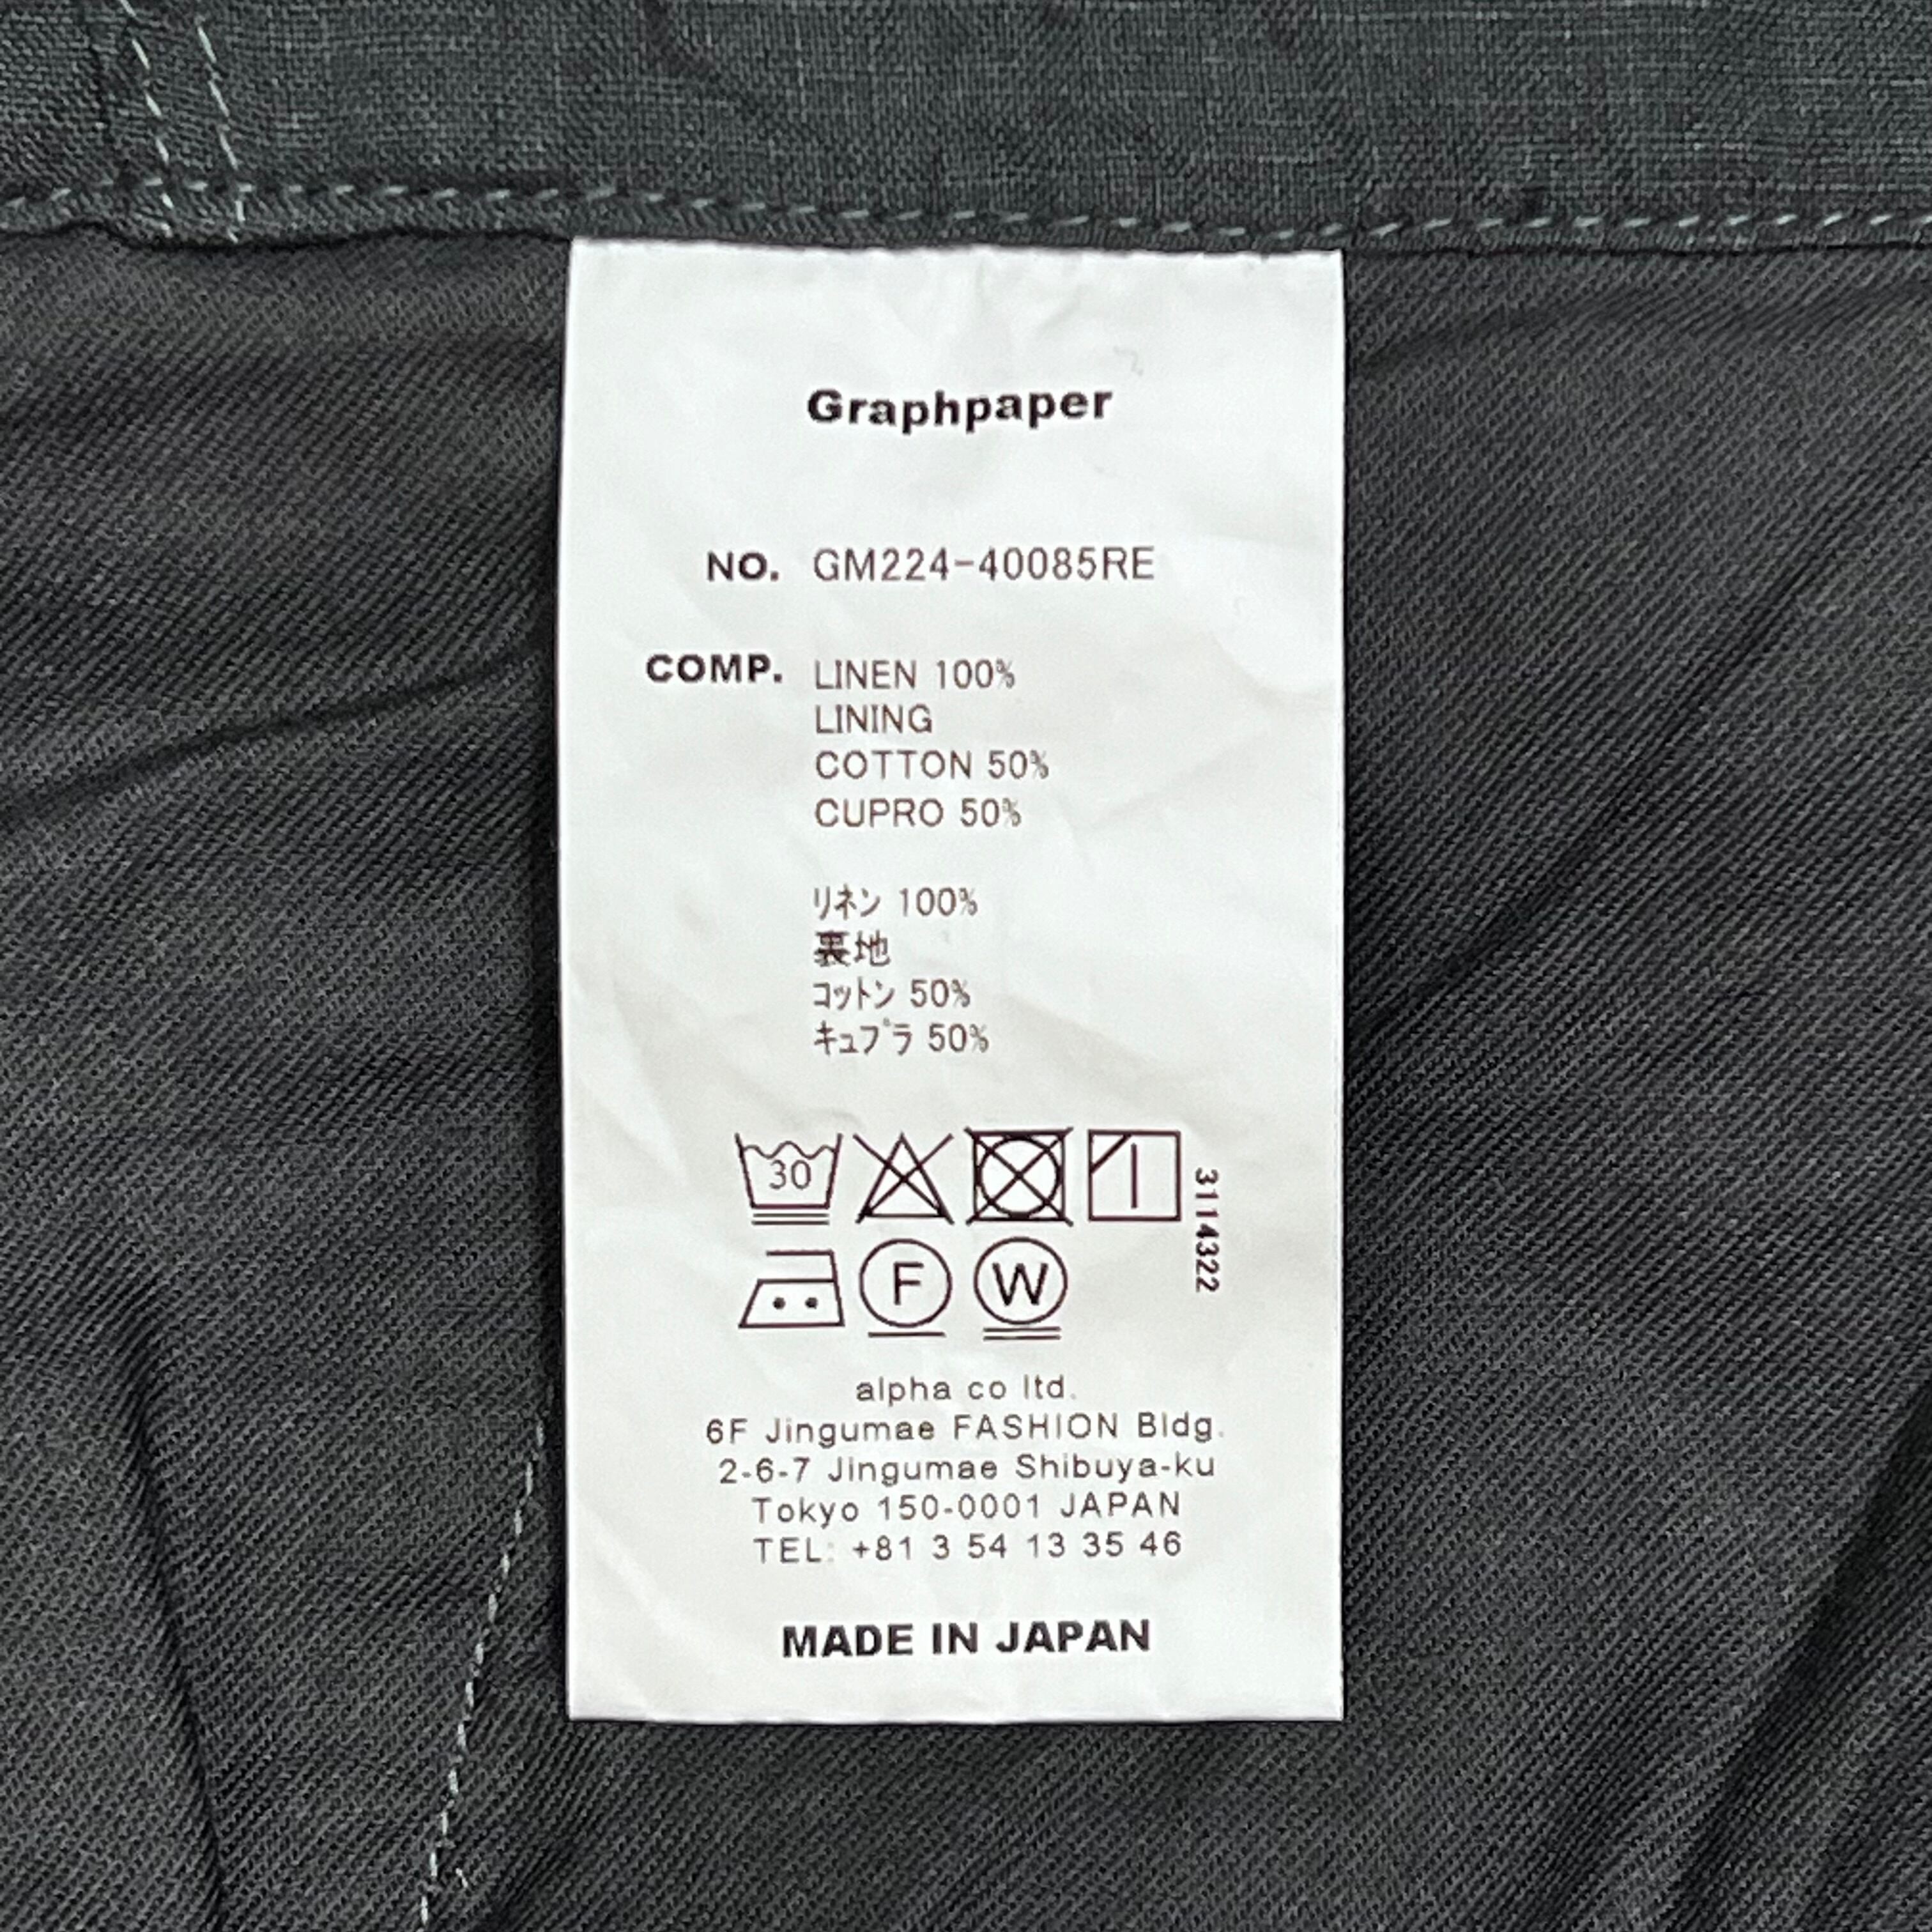 Graphpaper
NO. GM224-40085RE
COMP. LINEN 100%
LINING
COTTON 50%
CUPRO 50%
ﾘﾈﾝ 100%
裏地
ｺｯﾄﾝ 50%
ｷｭﾌﾟﾗ 50%
30
F W
3114322
alpha co ltd.
6F Jingumae FASHION Bldg.
2-6-7 Jingumae Shibuya-ku
Tokyo 150-0001 JAPAN
TEL: +81 3 54 13 35 46
MADE IN JAPAN